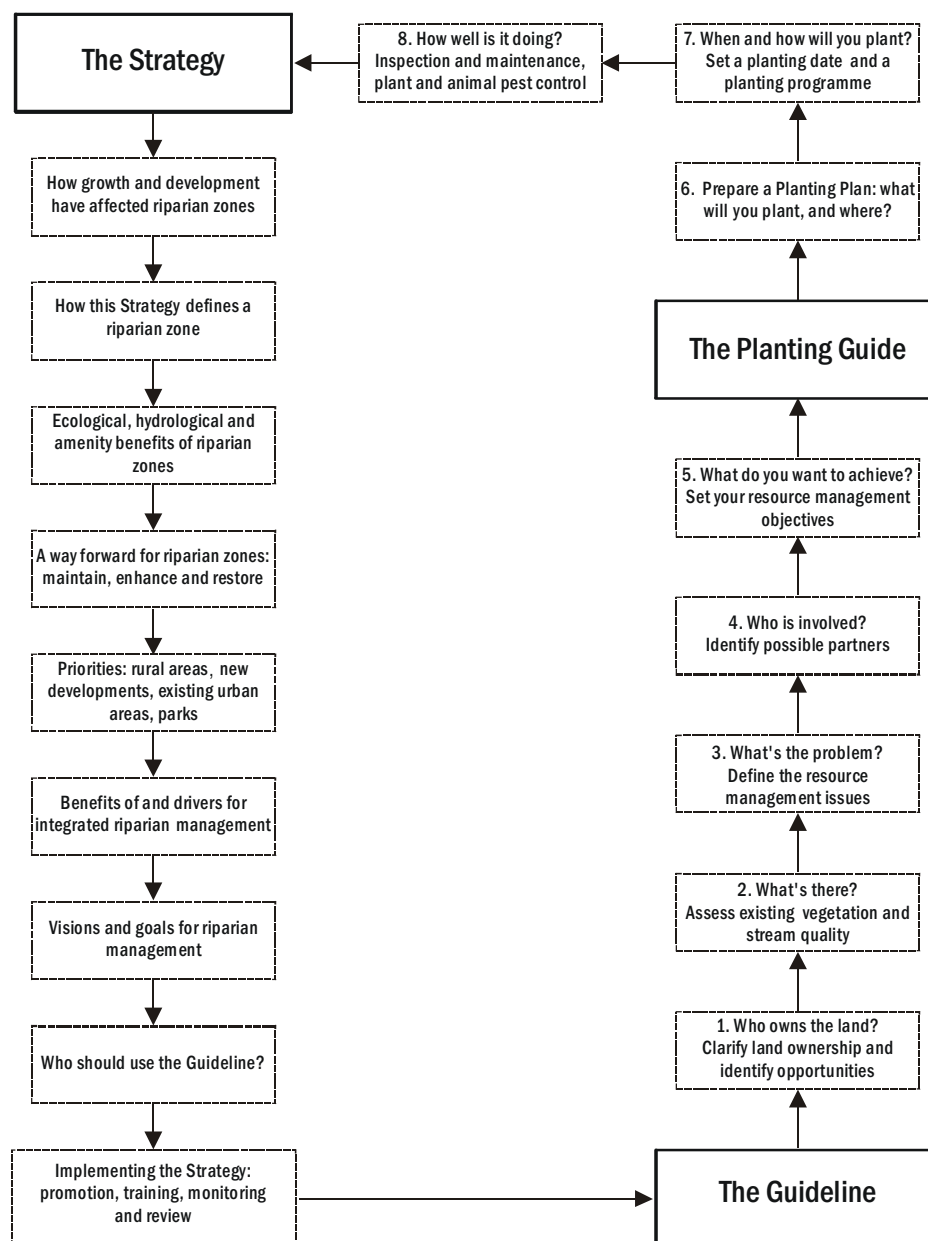 The Strategy
How growth and development
have affected riparian zones
How this Strategy defines a
riparian zone
Ecological, hydrological and
amenity benefits of riparian
zones
A way forward for riparian zones:
maintain, enhance and restore
Priorities: rural areas, new
developments, existing urban
areas, parks
Benefits of and drivers for
integrated riparian management
Visions and goals for riparian
management
Who should use the Guideline?
Implementing the Strategy:
promotion, training, monitoring
and review
The Guideline
1. Who owns the land?
Clarify land ownership and
identify opportunities
2. What's there?
Assess existing vegetation and
stream quality
3. What's the problem?
Define the resource
management issues
4. Who is involved?
Identify possible partners
5. What do you want to achieve?
Set your resource management
objectives
The Planting Guide
6. Prepare a Planting Plan: what
will you plant, and where?
7. When and how will you plant?
Set a planting date and a
planting programme
8. How well is it doing?
Inspection and maintenance,
plant and animal pest control